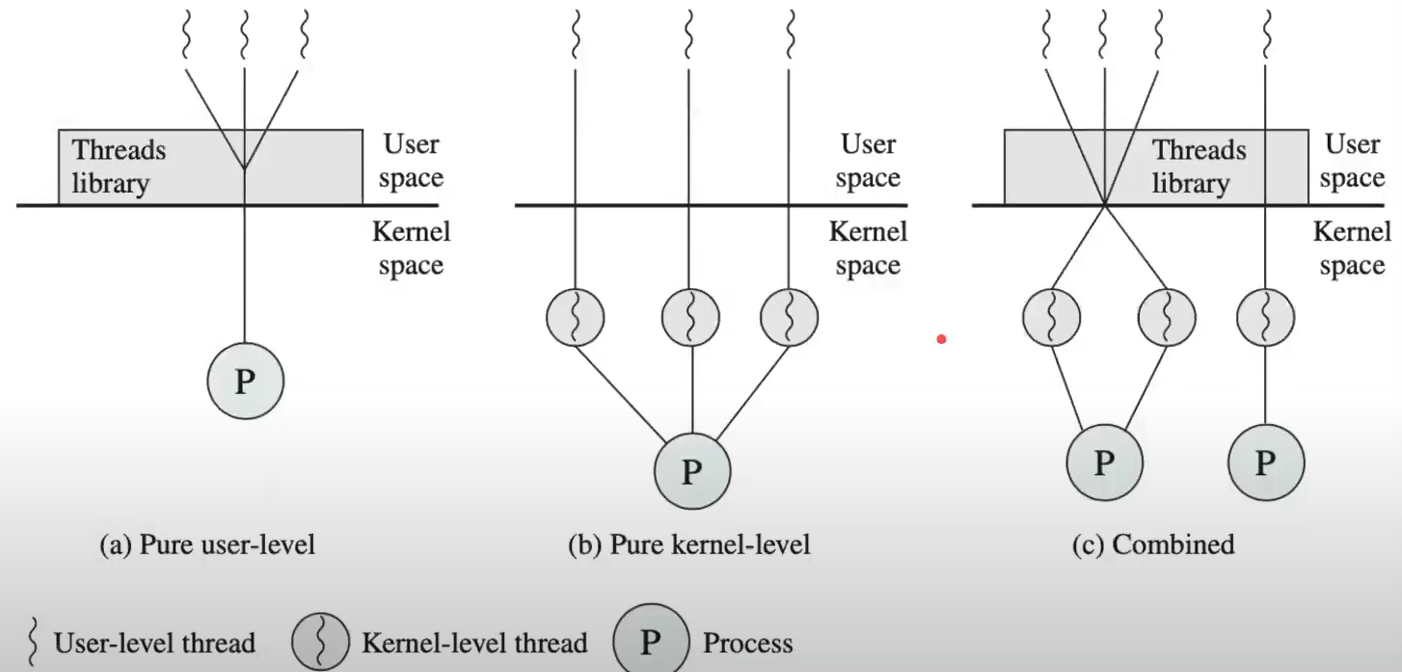 Threads
library
User
space
Kernel
space
P
(a) Pure user-level
User
space
Kernel
space
P
(b) Pure kernel-level
Threads
library
User
space
Kernel
space
P
P
(c) Combined
User-level thread
Kernel-level thread
P
Process